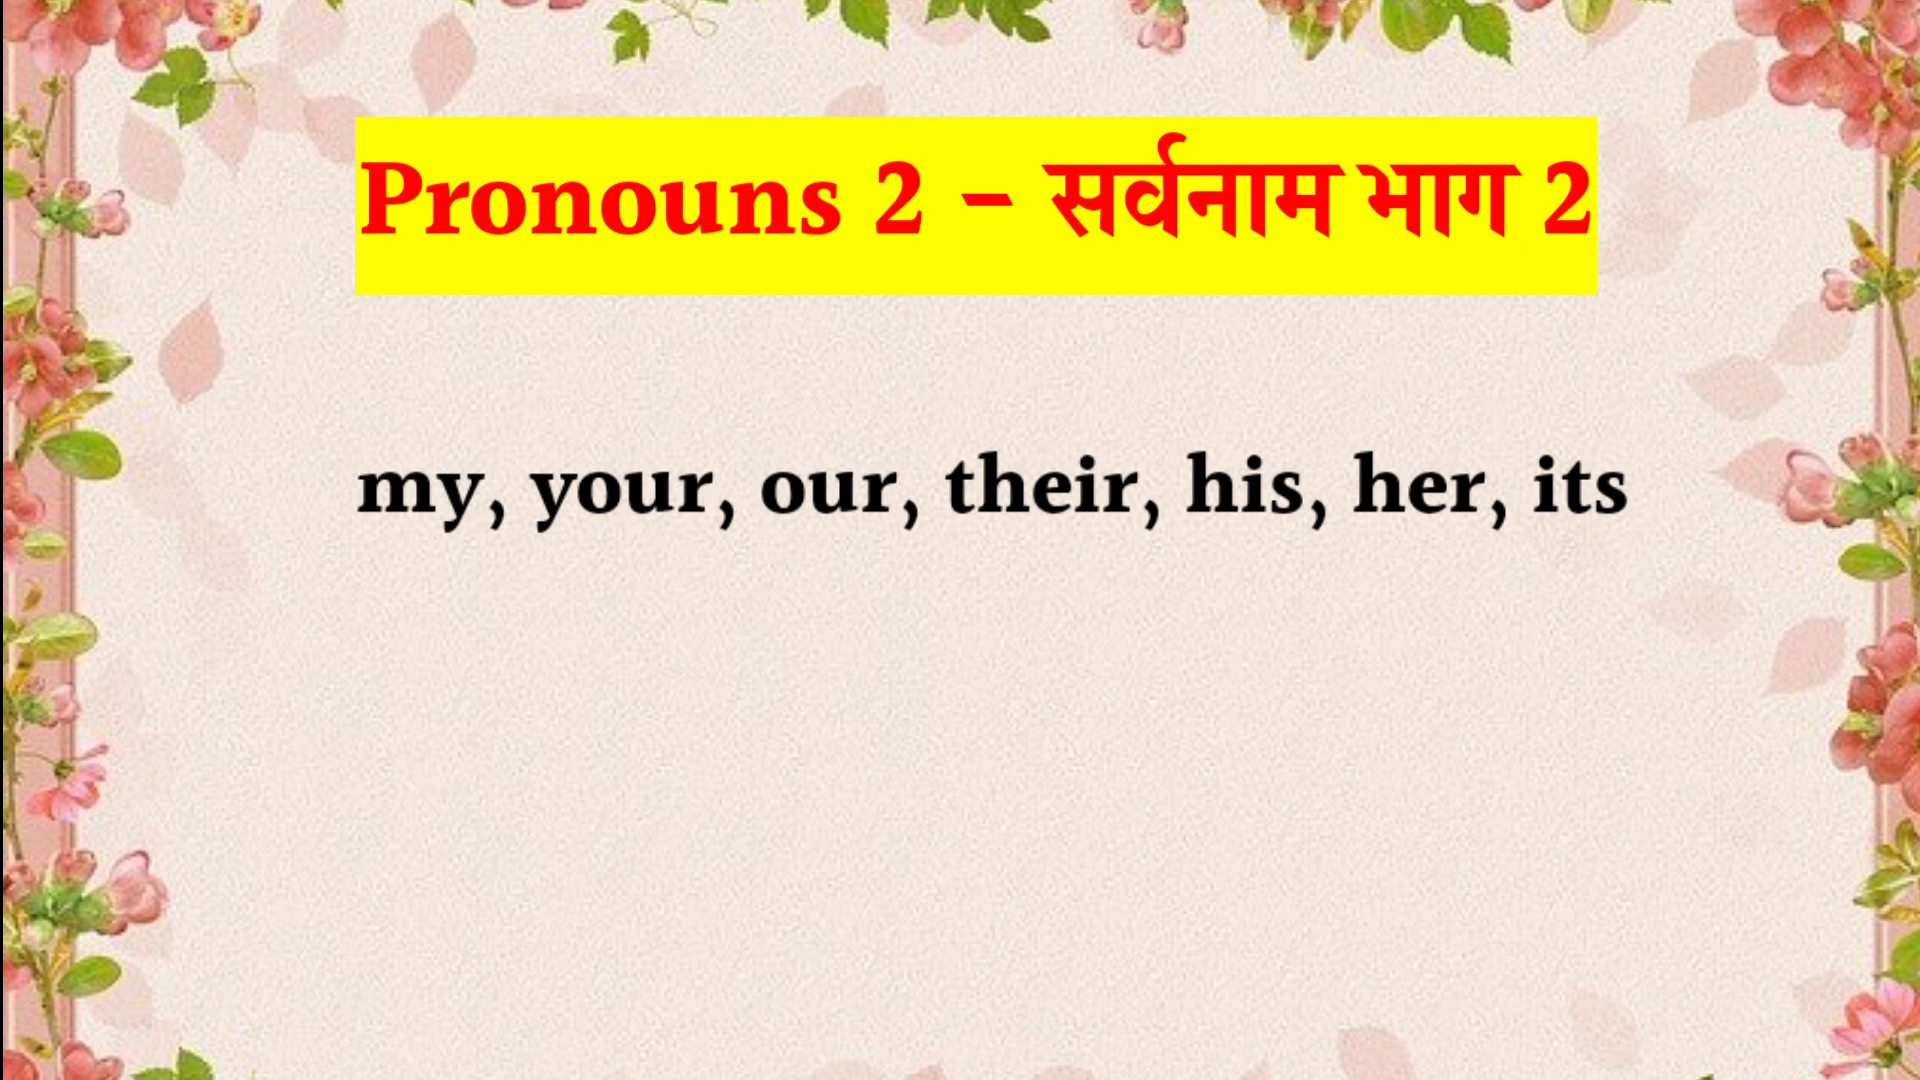 Pronouns 2 – सर्वनाम भाग 2
my, your, our, their, his, her, its